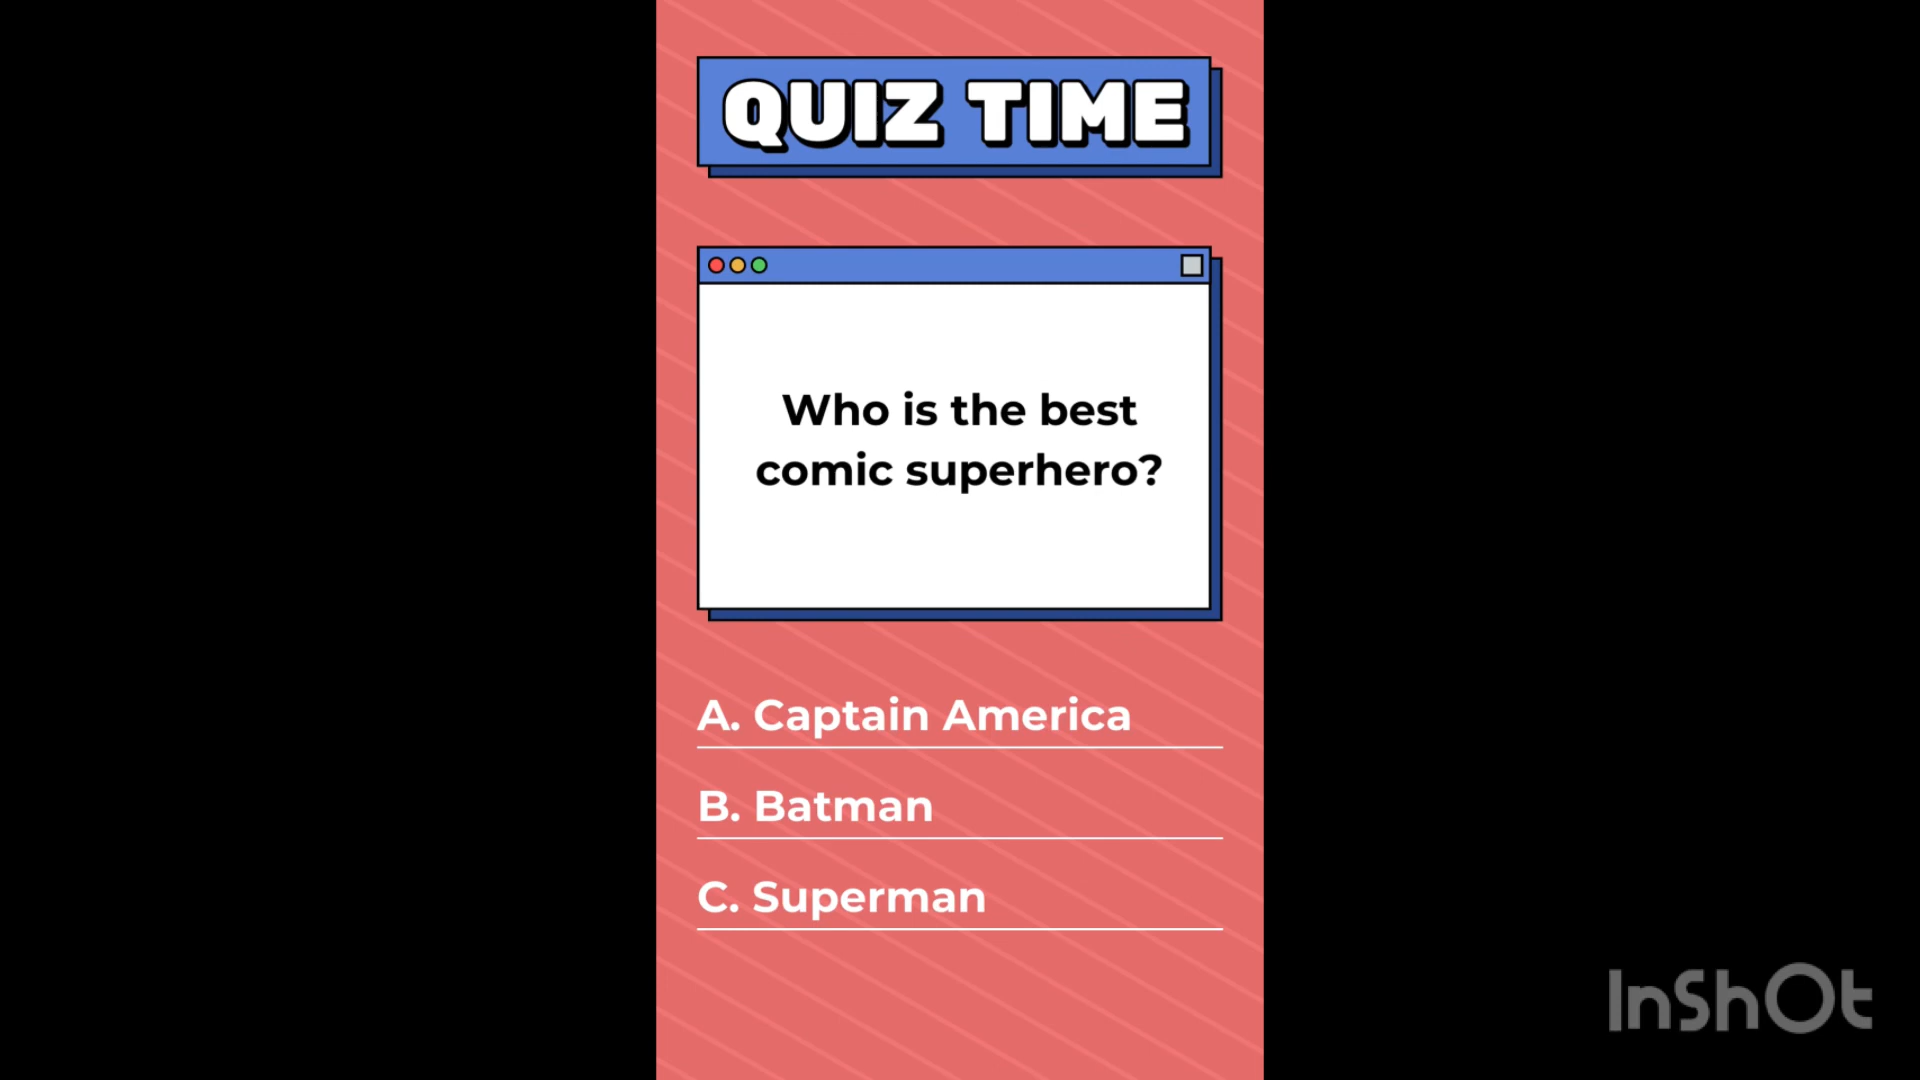 QUIZ TIME
Who is the best
comic superhero?
A. Captain America
B. Batman
C. Superman
InShOt